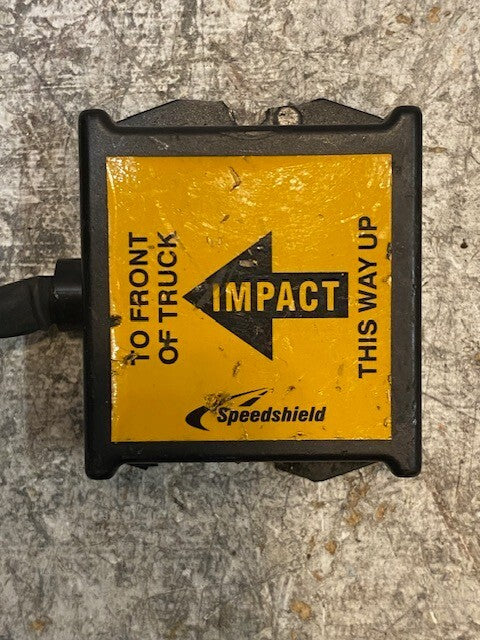 TO FRONT
OF TRUCK
IMPACT
THIS WAY UP
Speedshield